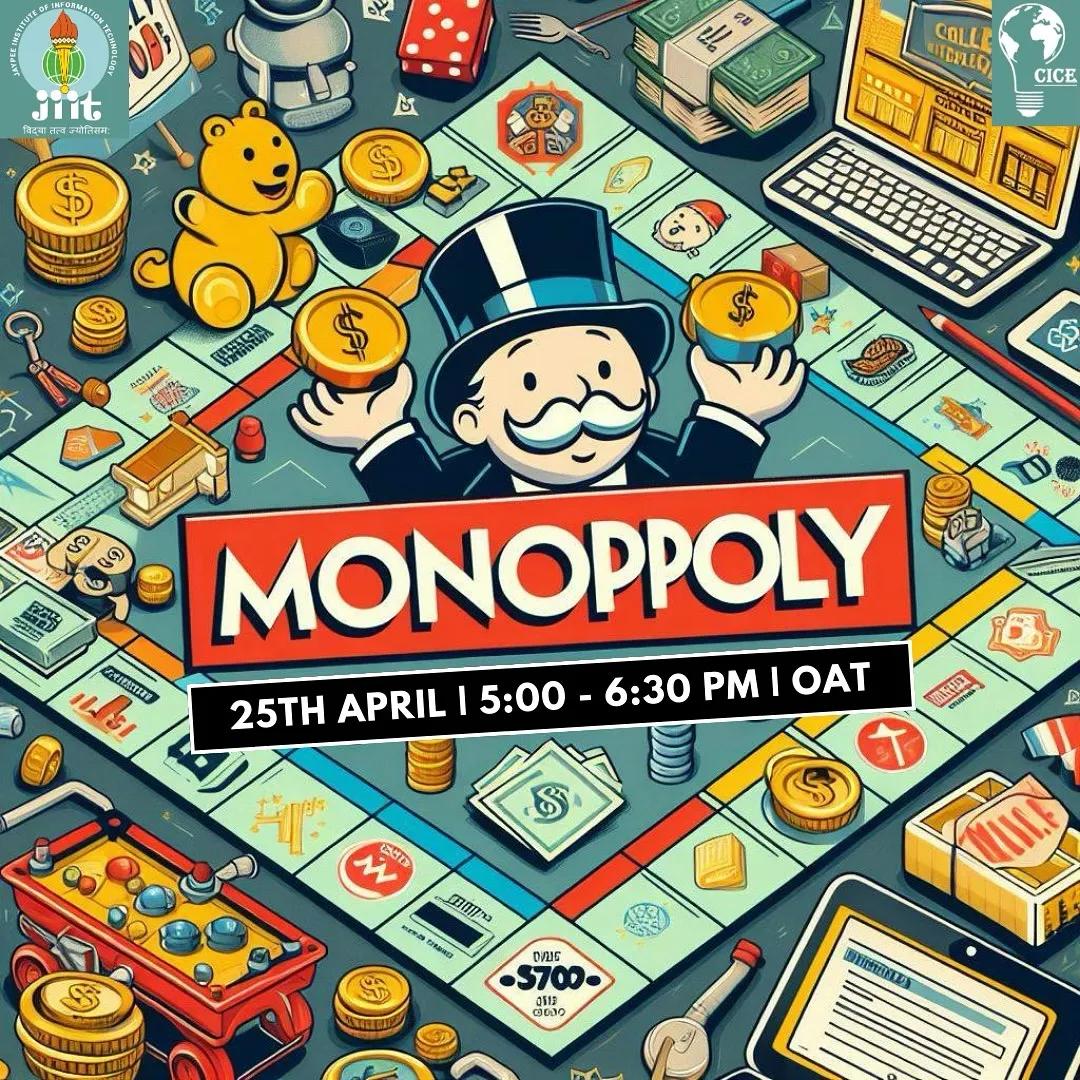 JAYPEE INSTITUTE OF INFORMATION TECHNOLOGY
jiit
विद्या तत्व ज्योतिसमः
CICE
MONOPPOLY
25TH APRIL | 5:00 - 6:30 PM | OAT